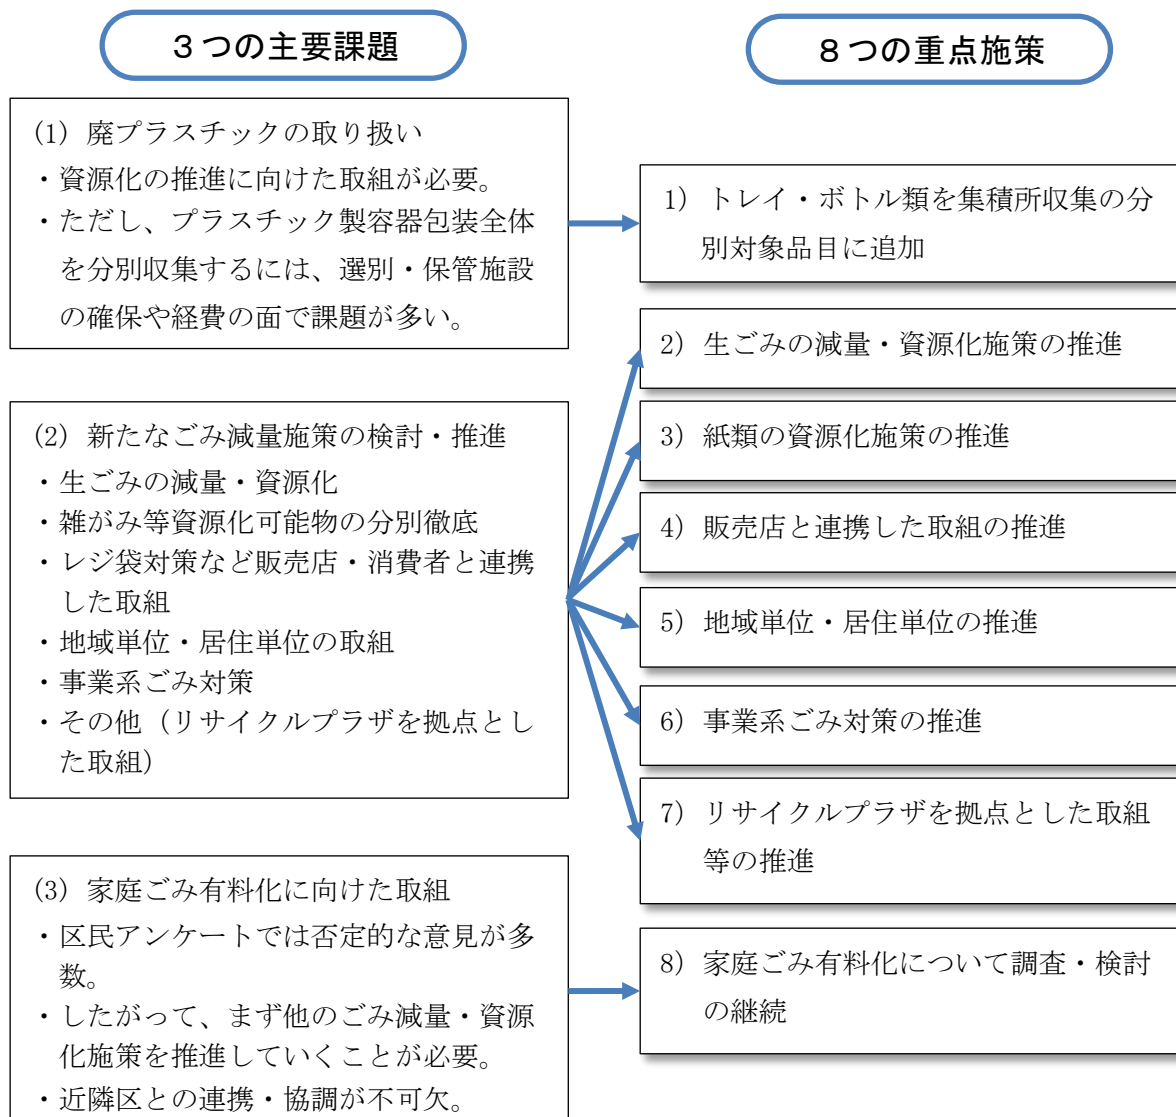 ３つの主要課題
(1) 廃プラスチックの取り扱い
・資源化の推進に向けた取組が必要。
・ただし、プラスチック製容器包装全体
を分別収集するには、選別・保管施設
の確保や経費の面で課題が多い。
(2) 新たなごみ減量施策の検討・推進
・生ごみの減量・資源化
・雑がみ等資源化可能物の分別徹底
・レジ袋対策など販売店・消費者と連携
した取組
・地域単位・居住単位の取組
・事業系ごみ対策
・その他（リサイクルプラザを拠点とし
た取組）
(3) 家庭ごみ有料化に向けた取組
・区民アンケートでは否定的な意見が多
数。
・したがって、まず他のごみ減量・資源
化施策を推進していくことが必要。
・近隣区との連携・協調が不可欠。
８つの重点施策
1) トレイ・ボトル類を集積所収集の分
別対象品目に追加
2) 生ごみの減量・資源化施策の推進
3) 紙類の資源化施策の推進
4) 販売店と連携した取組の推進
5) 地域単位・居住単位の推進
6) 事業系ごみ対策の推進
7) リサイクルプラザを拠点とした取組
等の推進
8) 家庭ごみ有料化について調査・検討
の継続